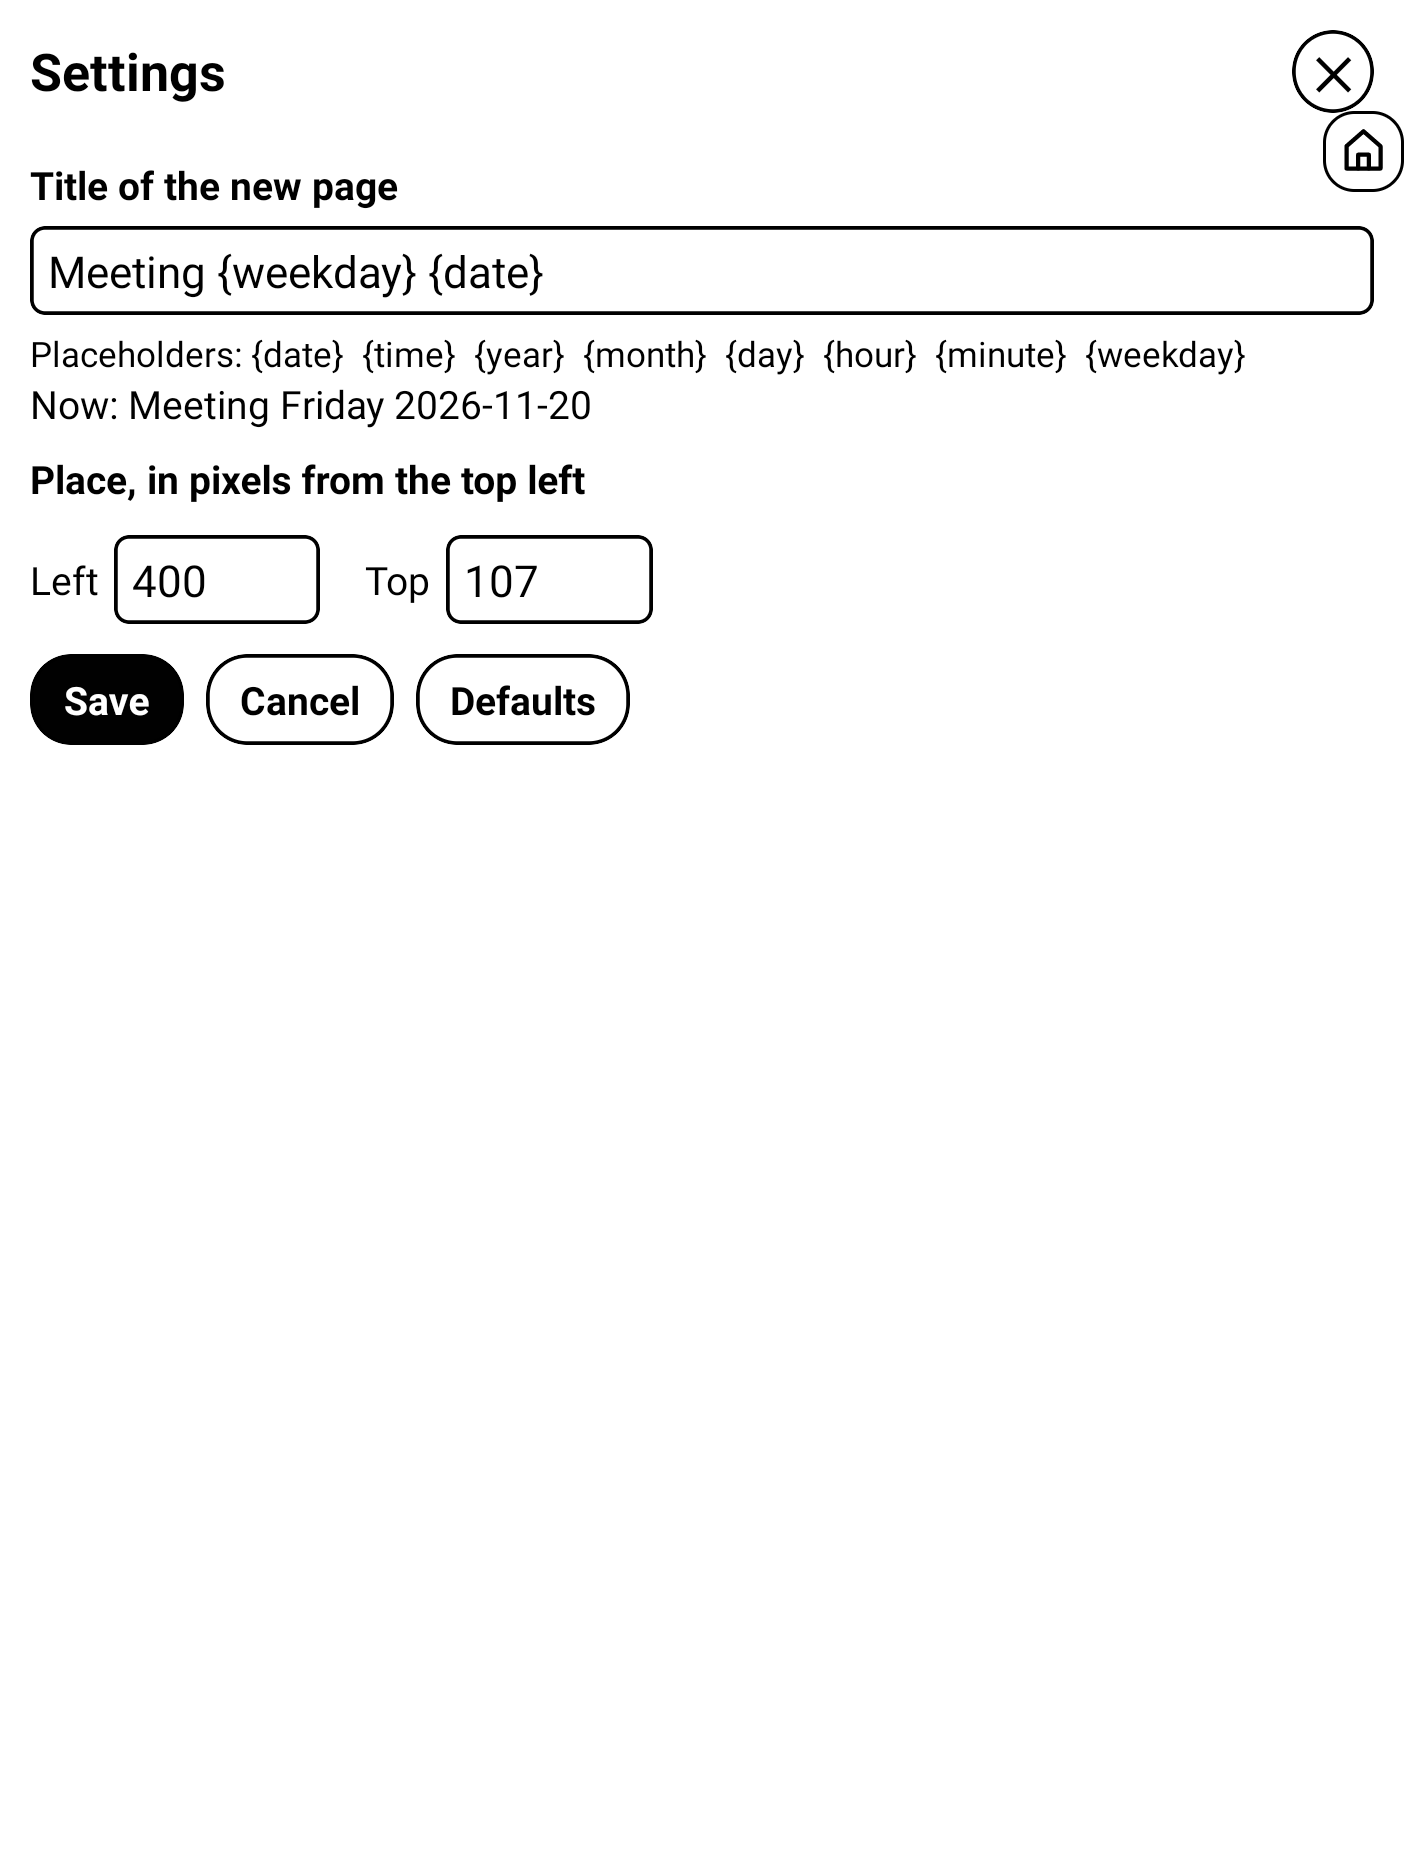 Settings
Title of the new page
Meeting {weekday} {date}
Placeholders: {date} {time} {year} {month} {day} {hour} {minute} {weekday}
Now: Meeting Friday 2026-11-20
Place, in pixels from the top left
Left 400 Top 107
Save Cancel Defaults